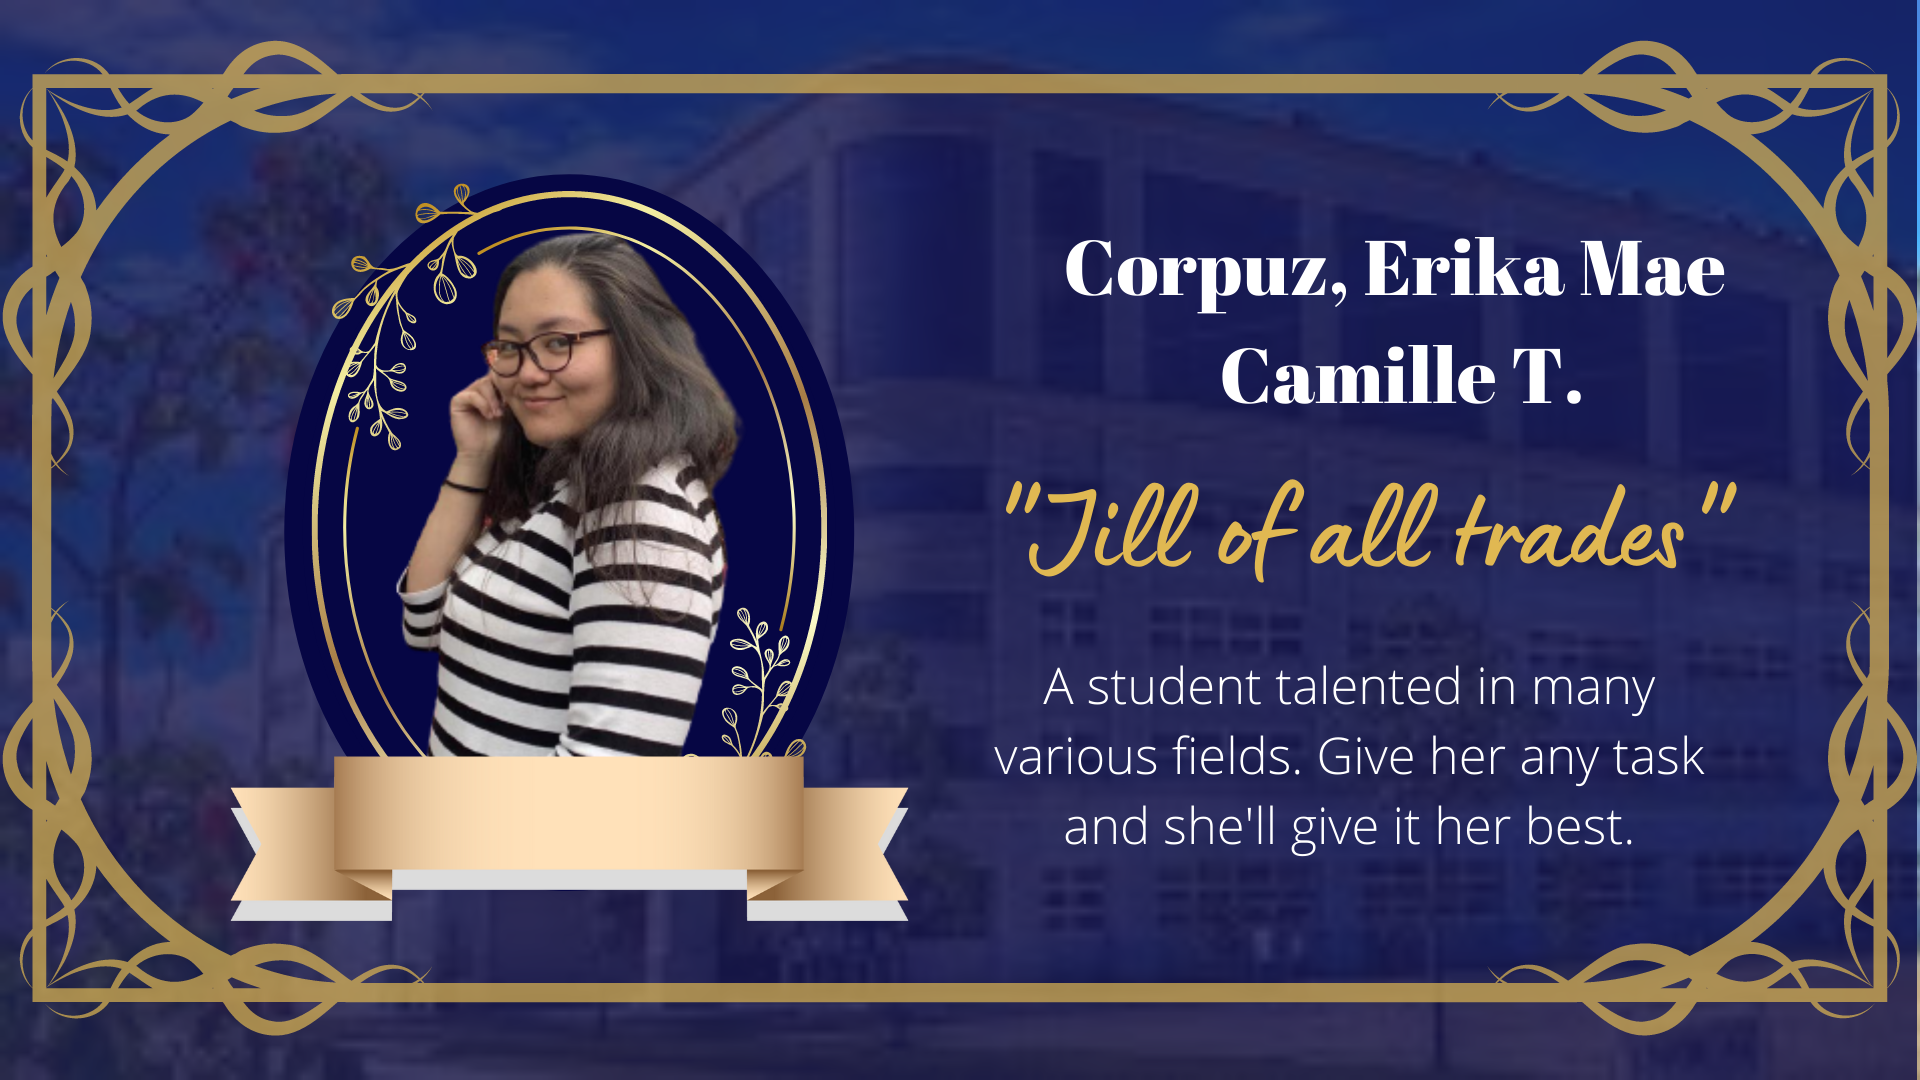 Corpuz, Erika Mae
Camille T.
"Jill of all trades"
A student talented in many
various fields. Give her any task
and she'll give it her best.